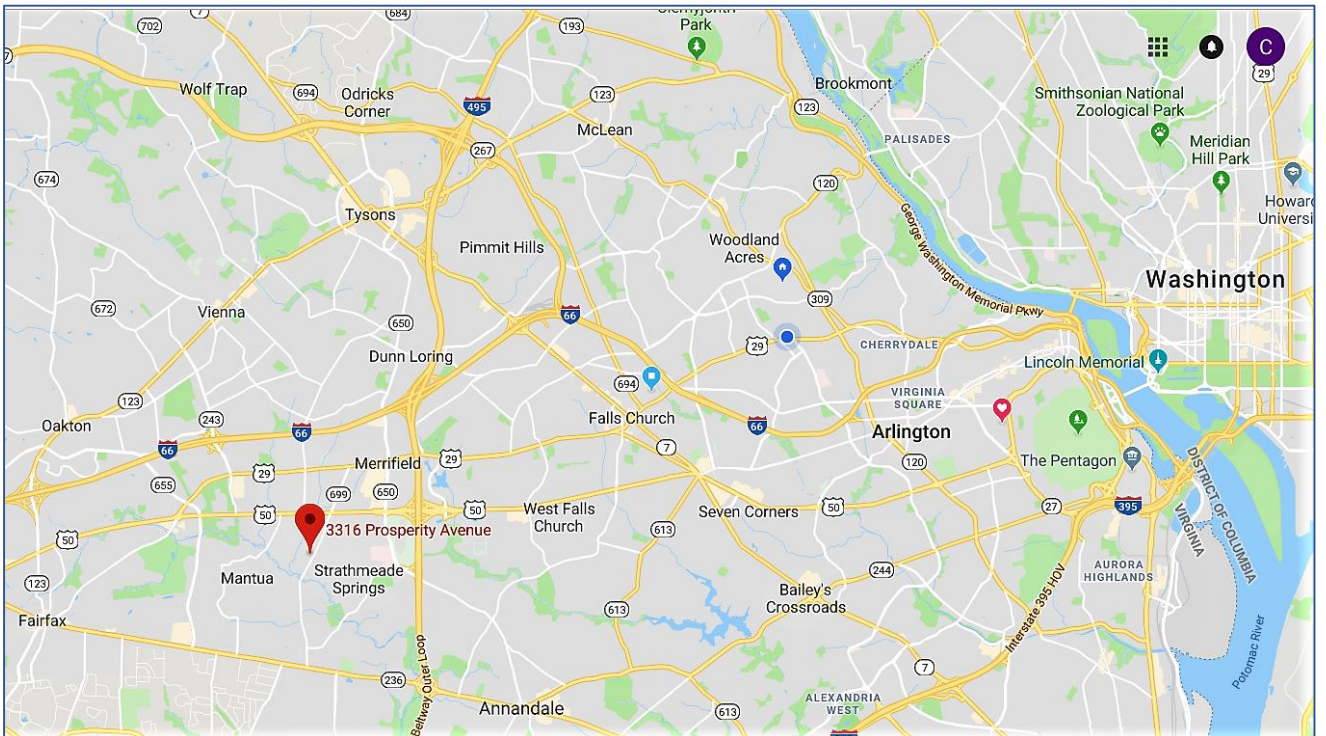 702
7
684
193
Glenmyonth
Park
C
29
Wolf Trap
694
Odricks
Corner
495
123
McLean
Brookmont
123
Smithsonian National
Zoological Park
267
PALISADES
Meridian
Hill Park
674
120
Howard
Universi
Tysons
George Washington Memorial Pkwy
Pimmit Hills
Woodland
Acres
Washington
672
Vienna
650
66
309
Dunn Loring
29
CHERRYDALE
Lincoln Memorial
694
VIRGINIA
SQUARE
123
243
Oakton
Falls Church
66
66
66
Arlington
7
29
29
Merrifield
120
The Pentagon
DISTRICT OF COLUMBIA
VIRGINIA
655
699
650
50
50
West Falls
Church
Seven Corners
50
27
395
50
3316 Prosperity Avenue
613
Mantua
Strathmeade
Springs
244
AURORA
HIGHLANDS
123
Bailey's
Crossroads
Fairfax
613
Interstate 395 HOV
Potomac River
Beltway Outer Loop
236
7
Annandale
613
ALEXANDRIA
WEST